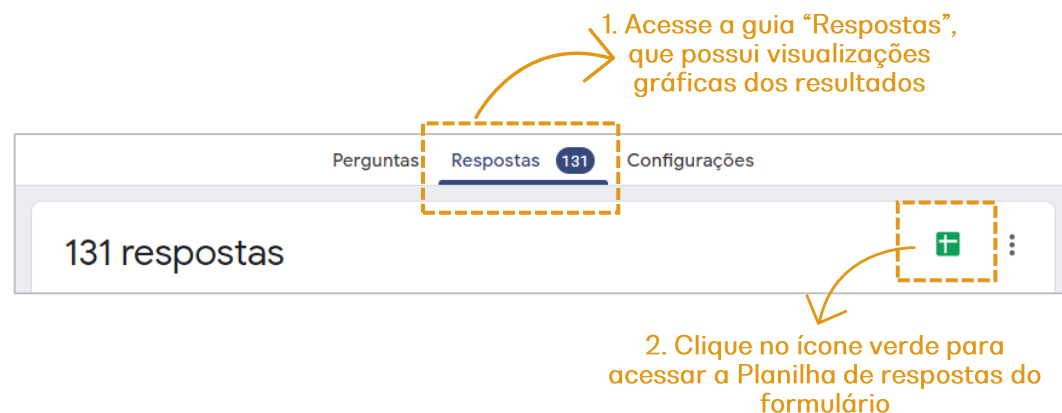 1. Acesse a guia “Respostas”,
que possui visualizações
gráficas dos resultados
Perguntas Respostas 131 Configurações
131 respostas
2. Clique no ícone verde para
acessar a Planilha de respostas do
formulário